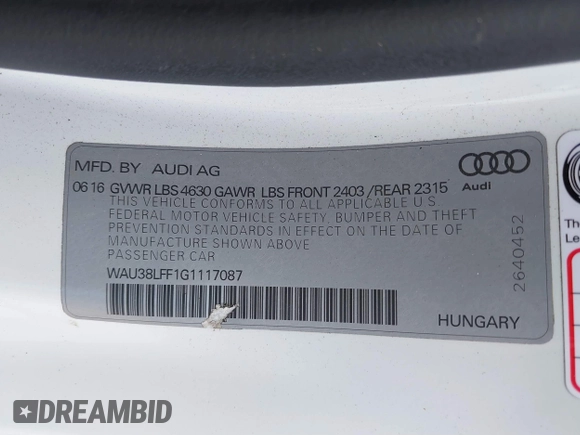 MFD. BY AUDI AG
06 16 GVWR LBS 4630 GAWR LBS FRONT 2403 /REAR 2315
THIS VEHICLE CONFORMS TO ALL APPLICABLE U.S.
FEDERAL MOTOR VEHICLE SAFETY, BUMPER AND THEFT
PREVENTION STANDARDS IN EFFECT ON THE DATE OF
MANUFACTURE SHOWN ABOVE
PASSENGER CAR
WAU38LFF1G1117087
HUNGARY
Audi
2640452
DREAMBID